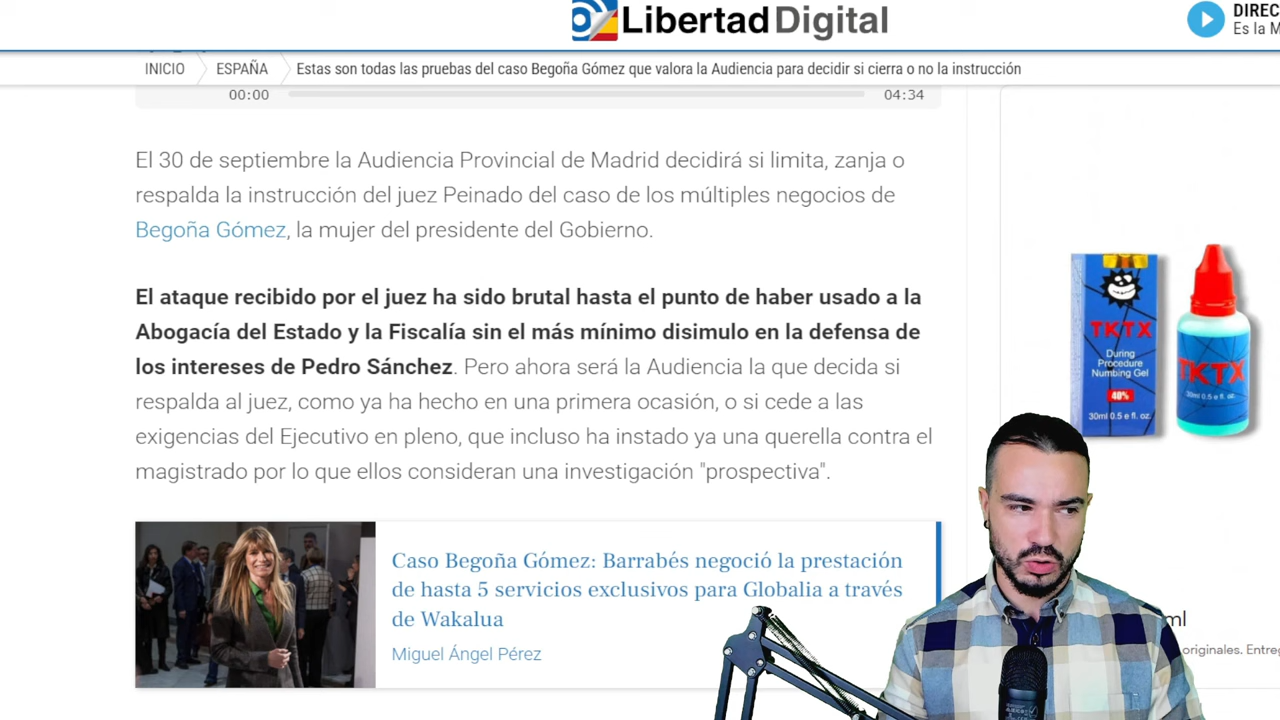 Libertad Digital
DIREC
Es la M
INICIO
ESPAÑA
Estas son todas las pruebas del caso Begoña Gómez que valora la Audiencia para decidir si cierra o no la instrucción
00:00
04:34
El 30 de septiembre la Audiencia Provincial de Madrid decidirá si limita, zanja o
respalda la instrucción del juez Peinado del caso de los múltiples negocios de
Begoña Gómez, la mujer del presidente del Gobierno.
El ataque recibido por el juez ha sido brutal hasta el punto de haber usado a la
Abogacía del Estado y la Fiscalía sin el más mínimo disimulo en la defensa de
los intereses de Pedro Sánchez. Pero ahora será la Audiencia la que decida si
respalda al juez, como ya ha hecho en una primera ocasión, o si cede a las
exigencias del Ejecutivo en pleno, que incluso ha instado ya una querella contra el
magistrado por lo que ellos consideran una investigación "prospectiva".
Caso Begoña Gómez: Barrabés negoció la prestación
de hasta 5 servicios exclusivos para Globalia a través
de Wakalua
Miguel Ángel Pérez
TKTX
During
Procedure
Numbing Gel
40%
30ml 0.5 e fl. oz.
TKTX
30ml 0.5 e fl. oz.
ml
originales. Entreg